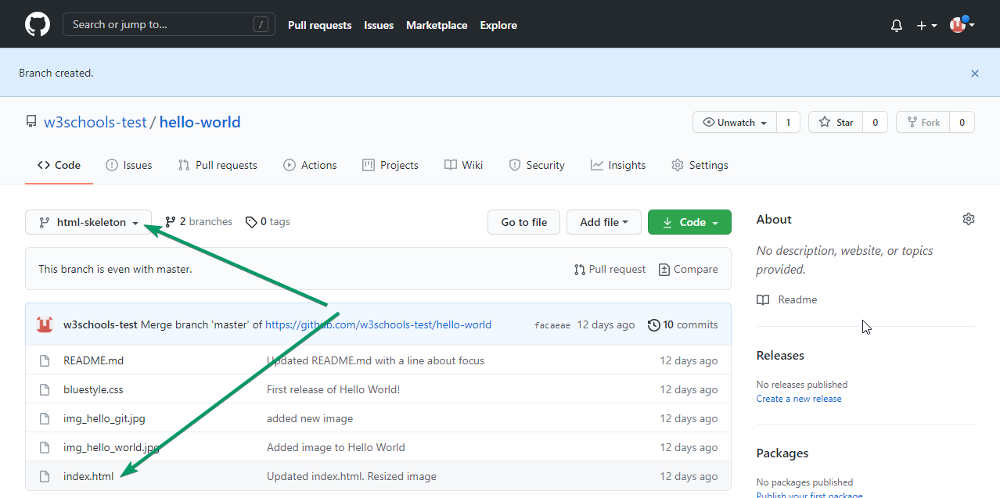 Search or jump to... /
Pull requests Issues Marketplace Explore
Branch created.
w3schools-test / hello-world
Unwatch 1 Star 0 Fork 0
Code Issues Pull requests Actions Projects Wiki Security Insights Settings
html-skeleton 2 branches 0 tags Go to file Add file Code
This branch is even with master. Pull request Compare
w3schools-test Merge branch 'master' of https://github.com/w3schools-test/hello-world facaeae 12 days ago 10 commits
README.md Updated README.md with a line about focus 12 days ago
bluestyle.css First release of Hello World! 12 days ago
img_hello_git.jpg added new image 12 days ago
img_hello_world.jpg Added image to Hello World 12 days ago
index.html Updated index.html. Resized image 12 days ago
About
No description, website, or topics
provided.
Readme
Releases
No releases published
Create a new release
Packages
No packages published
Publish your first package